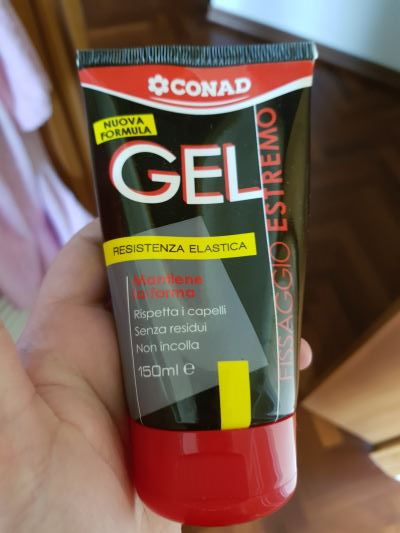 CONAD
NUOVA
FORMULA
GEL
FISSAGGIO ESTREMO
RESISTENZA ELASTICA
Mantiene
la forma
Rispetta i capelli
Senza residui
Non incolla
150ml e